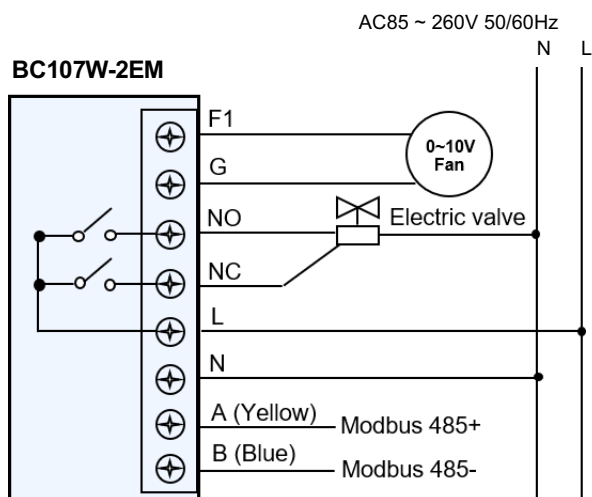 AC85 ~ 260V 50/60Hz
N L
BC107W-2EM
F1
0~10V
Fan
G
NO
Electric valve
NC
L
N
A (Yellow) Modbus 485+
B (Blue) Modbus 485-